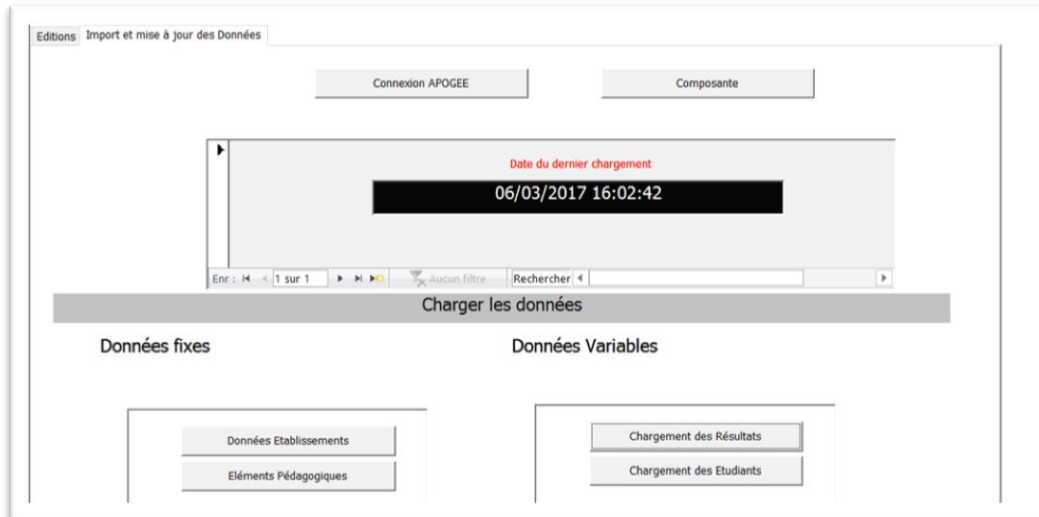 Editions Import et mise à jour des Données
Connexion APOGEE Composante
Date du dernier chargement
06/03/2017 16:02:42
Enr : 1 sur 1 Aucun filtre Rechercher
Charger les données
Données fixes Données Variables
Données Etablissements Chargement des Résultats
Eléments Pédagogiques Chargement des Etudiants